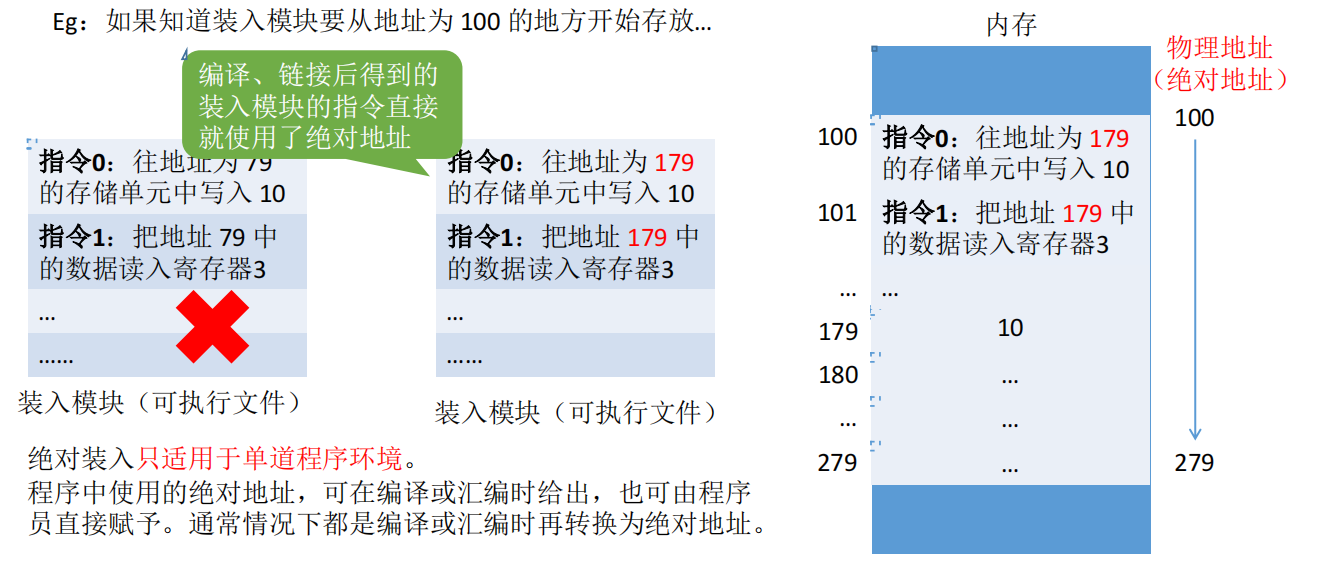 Eg：如果知道装入模块要从地址为 100 的地方开始存放…
编译、链接后得到的
装入模块的指令直接
就使用了绝对地址
指令0：往地址为 79
的存储单元中写入 10
指令1：把地址 79 中
的数据读入寄存器3
…
……
装入模块（可执行文件）
指令0：往地址为 179
的存储单元中写入 10
指令1：把地址 179 中
的数据读入寄存器3
…
……
装入模块（可执行文件）
绝对装入只适用于单道程序环境。
程序中使用的绝对地址，可在编译或汇编时给出，也可由程序
员直接赋予。通常情况下都是编译或汇编时再转换为绝对地址。
内存
物理地址
（绝对地址）
100
100
指令0：往地址为 179
的存储单元中写入 10
101
指令1：把地址 179 中
的数据读入寄存器3
… …
179 10
180 …
… …
279 …
279